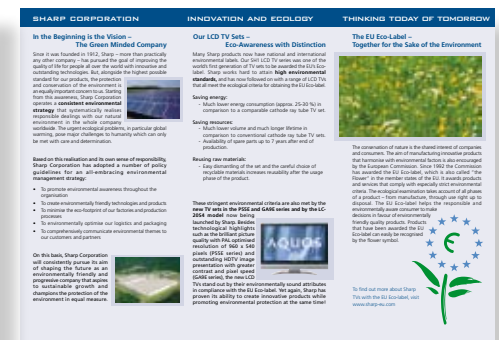 SHARP CORPORATION
INNOVATION AND ECOLOGY
THINKING TODAY OF TOMORROW
In the Beginning is the Vision –
The Green Minded Company
Since it was founded in 1912, Sharp – more than practically
any other company – has pursued the goal of improving the
quality of life for people all over the world with innovative and
outstanding technologies. But, alongside the highest possible
standard for our products, the protection
and conservation of the environment is
an equally important concern to us. Starting
from this awareness, Sharp Corporation
operates a consistent environmental
strategy that systematically realises
responsible dealings with our natural
environment in the whole company
worldwide. The urgent ecological problems, in particular global
warming, pose major challenges to humanity which can only
be met with care and determination.
Based on this realisation and its own sense of responsibility,
Sharp Corporation has adopted a number of policy
guidelines for an all-embracing environmental
management strategy:
• To promote environmental awareness throughout the
organisation
• To create environmentally friendly technologies and products
• To minimise the eco-footprint of our factories and production
processes
• To environmentally optimise our logistics and packaging
• To comprehensively communicate environmental themes to
our customers and partners
On this basis, Sharp Corporation
will consistently pursue its aim
of shaping the future as an
environmentally friendly and
progressive company that aspires
to sustainable growth and
champions the protection of the
environment in equal measure.
Our LCD TV Sets –
Eco-Awareness with Distinction
Many Sharp products now have national and international
environmental labels. Our SH1 LCD TV series was one of the
world's first generation of TV sets to be awarded the EU Eco-
label. Sharp works hard to attain high environmental
standards, and has now followed on with a range of LCD TVs
that all meet the ecological criteria for obtaining the EU Eco-label.
Saving energy:
- Much lower energy consumption (approx. 25-30 %) in
comparison to a comparable cathode ray tube TV set.
Saving resources:
- Much lower volume and much longer lifetime in
comparison to conventional cathode ray tube TV sets.
- Availability of spare parts up to 7 years after end of
production.
Reusing raw materials:
- Easy dismantling of the set and the careful choice of
recyclable materials increases reusability after the usage
phase of the product.
These stringent environmental criteria are also met by the
new TV sets in the P55E and GA9E series and by the LC-
20S4 model now being
launched by Sharp. Besides
technological highlights
such as the brilliant picture
quality with PAL optimised
resolution of 960 x 540
pixels (P55E series) and
outstanding HDTV image
presentation with greater
contrast and pixel speed
(GA9E series), the new LCD
TVs stand out by their environmentally sound attributes
in compliance with the EU Eco-label. Yet again, Sharp has
proven its ability to create innovative products while
promoting environmental protection at the same time!
AQUOS
The EU Eco-Label –
Together for the Sake of the Environment
The conservation of nature is the shared interest of companies
and consumers. The aim of manufacturing innovative products
that harmonise with environmental factors is also encouraged
by the European Commission. Since 1992 the Commission
has awarded the EU Eco-label, which is also called "the
Flower" in the member states of the EU. It awards products
and services that comply with especially strict environmental
criteria. The ecological examination takes account of all phases
of a product – from manufacture, through use right up to
disposal. The EU Eco-label helps the responsible and
environmentally aware consumer to make
decisions in favour of environmentally
friendly quality products. Products
that have been awarded the EU
Eco-label can easily be recognised
by the flower symbol.
To find out more about Sharp
TVs with the EU Eco-label, visit
www.sharp-eu.com